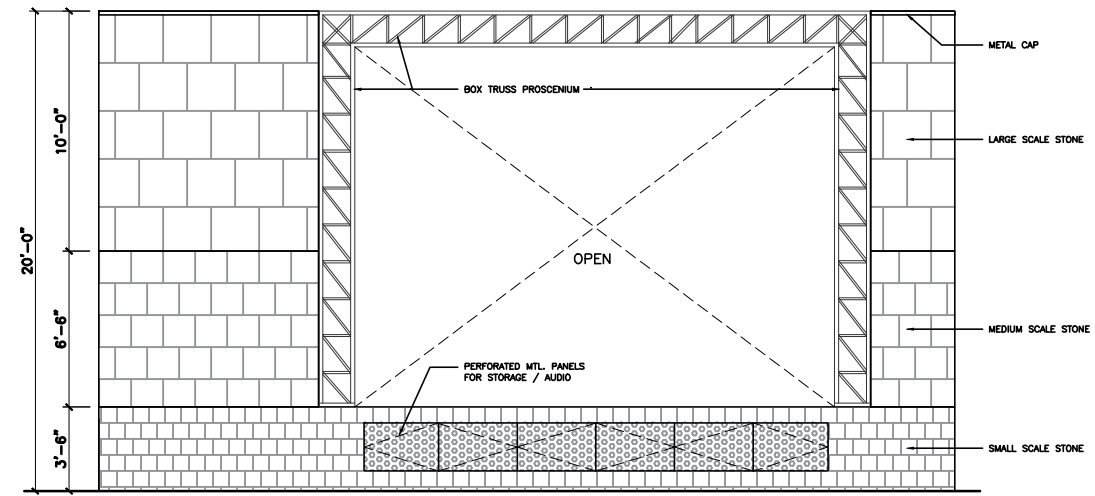 METAL CAP
BOX TRUSS PROSCENIUM
10'-0"
LARGE SCALE STONE
20'-0"
OPEN
6'-6"
MEDIUM SCALE STONE
PERFORATED MTL. PANELS
FOR STORAGE / AUDIO
3'-6"
SMALL SCALE STONE